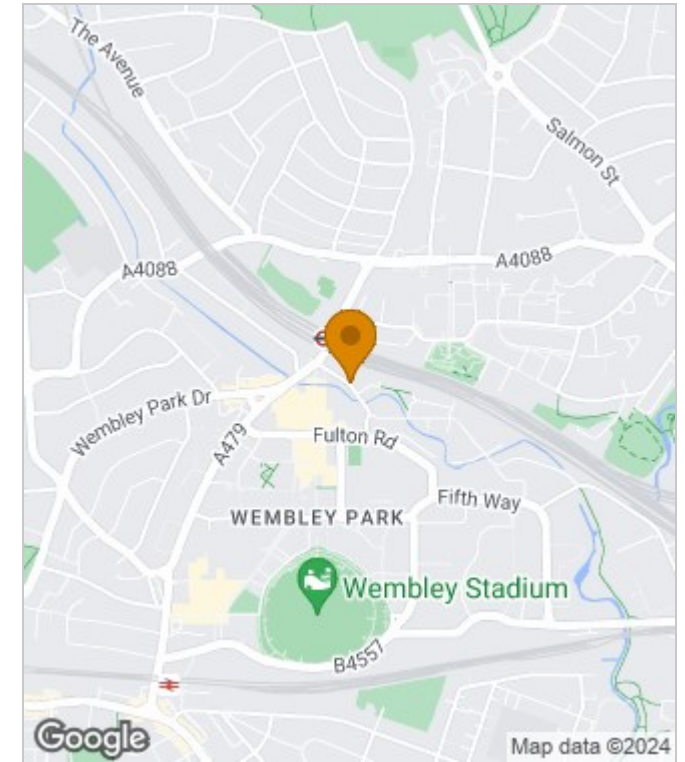 The Avenue
Salmon St
A4088
A4088
Wembley Park Dr
A479
Fulton Rd
Fifth Way
WEMBLEY PARK
Wembley Stadium
B4557
Google
Map data ©2024